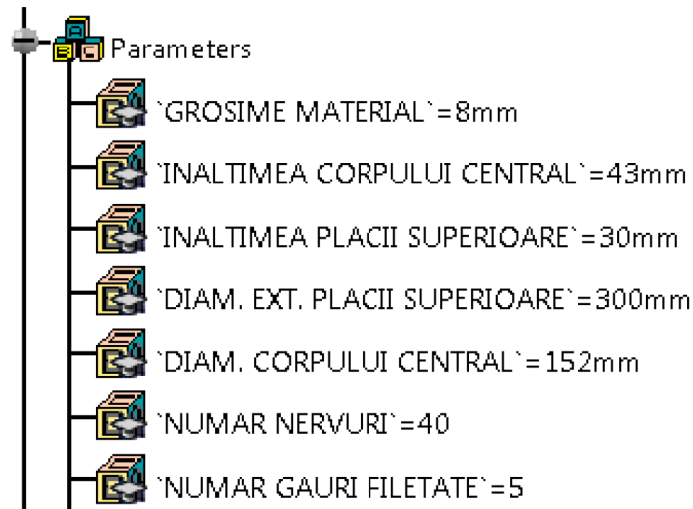 Parameters
`GROSIME MATERIAL`=8mm
`INALTIMEA CORPULUI CENTRAL`=43mm
`INALTIMEA PLACII SUPERIOARE`=30mm
`DIAM. EXT. PLACII SUPERIOARE`=300mm
`DIAM. CORPULUI CENTRAL`=152mm
`NUMAR NERVURI`=40
`NUMAR GAURI FILETATE`=5